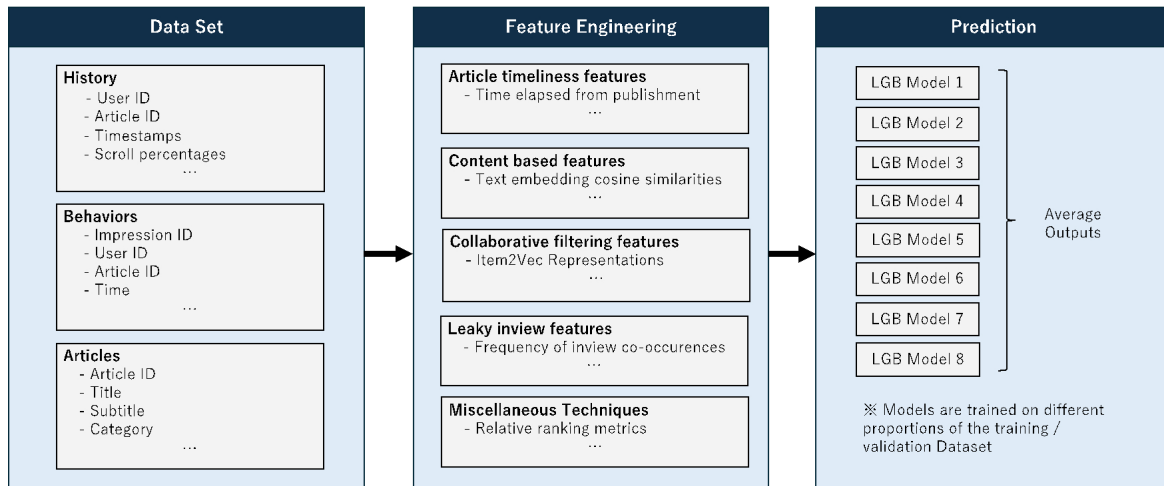 Data Set
History
- User ID
- Article ID
- Timestamps
- Scroll percentages
...
Behaviors
- Impression ID
- User ID
- Article ID
- Time
...
Articles
- Article ID
- Title
- Subtitle
- Category
...
Feature Engineering
Article timeliness features
- Time elapsed from publishment
...
Content based features
- Text embedding cosine similarities
...
Collaborative filtering features
- Item2Vec Representations
...
Leaky inview features
- Frequency of inview co-occurences
...
Miscellaneous Techniques
- Relative ranking metrics
...
Prediction
LGB Model 1
LGB Model 2
LGB Model 3
LGB Model 4
LGB Model 5
LGB Model 6
LGB Model 7
LGB Model 8
Average
Outputs
※ Models are trained on different
proportions of the training /
validation Dataset